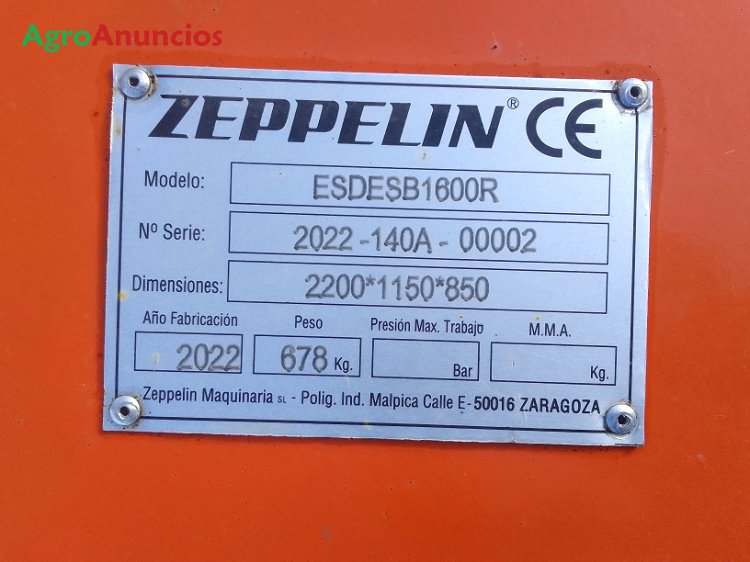 AgroAnuncios
ZEPPELIN® CE
Modelo: ESDESB1600R
Nº Serie: 2022-140A-00002
Dimensiones: 2200*1150*850
Año Fabricación Peso Presión Max. Trabajo M.M.A.
2022 678 Kg. Bar Kg.
Zeppelin Maquinaria SL - Polig. Ind. Malpica Calle E-50016 ZARAGOZA